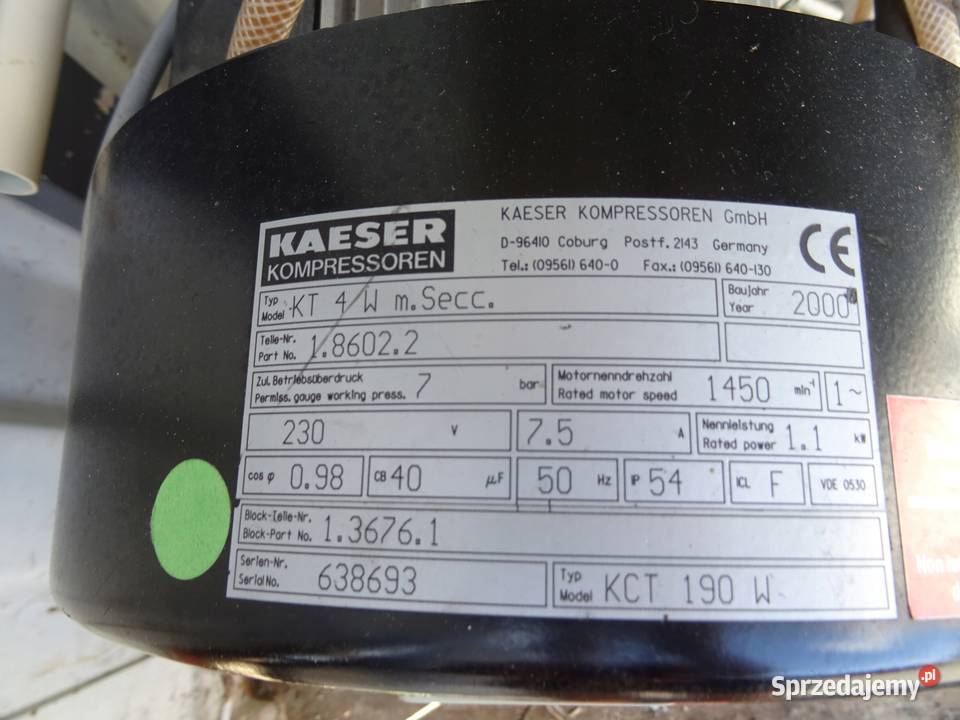 KAESER
KOMPRESSOREN
KAESER KOMPRESSOREN GmbH
D-96410 Coburg Postf. 2143 Germany
Tel.: (09561) 640-0 Fax.: (09561) 640-130
CE
Typ
Model KT 4 W m.Secc.
Baujahr
Year 2000
Teile-Nr.
Part No. 1.8602.2
Zul. Betriebsüberdruck
Permiss. gauge working press. 7 bar
Motornenndrehzahl
Rated motor speed 1450 min⁻¹
1~
230 V
7.5 A
Nennleistung
Rated power 1.1 kW
cos φ 0.98
CB 40 µF
50 Hz
IP 54
ICL F
VDE 0530
Block-Teile-Nr.
Block-Part No. 1.3676.1
Serien-Nr.
Serial No. 638693
Typ
Model KCT 190 W
Non
Sprzedajemy.pl